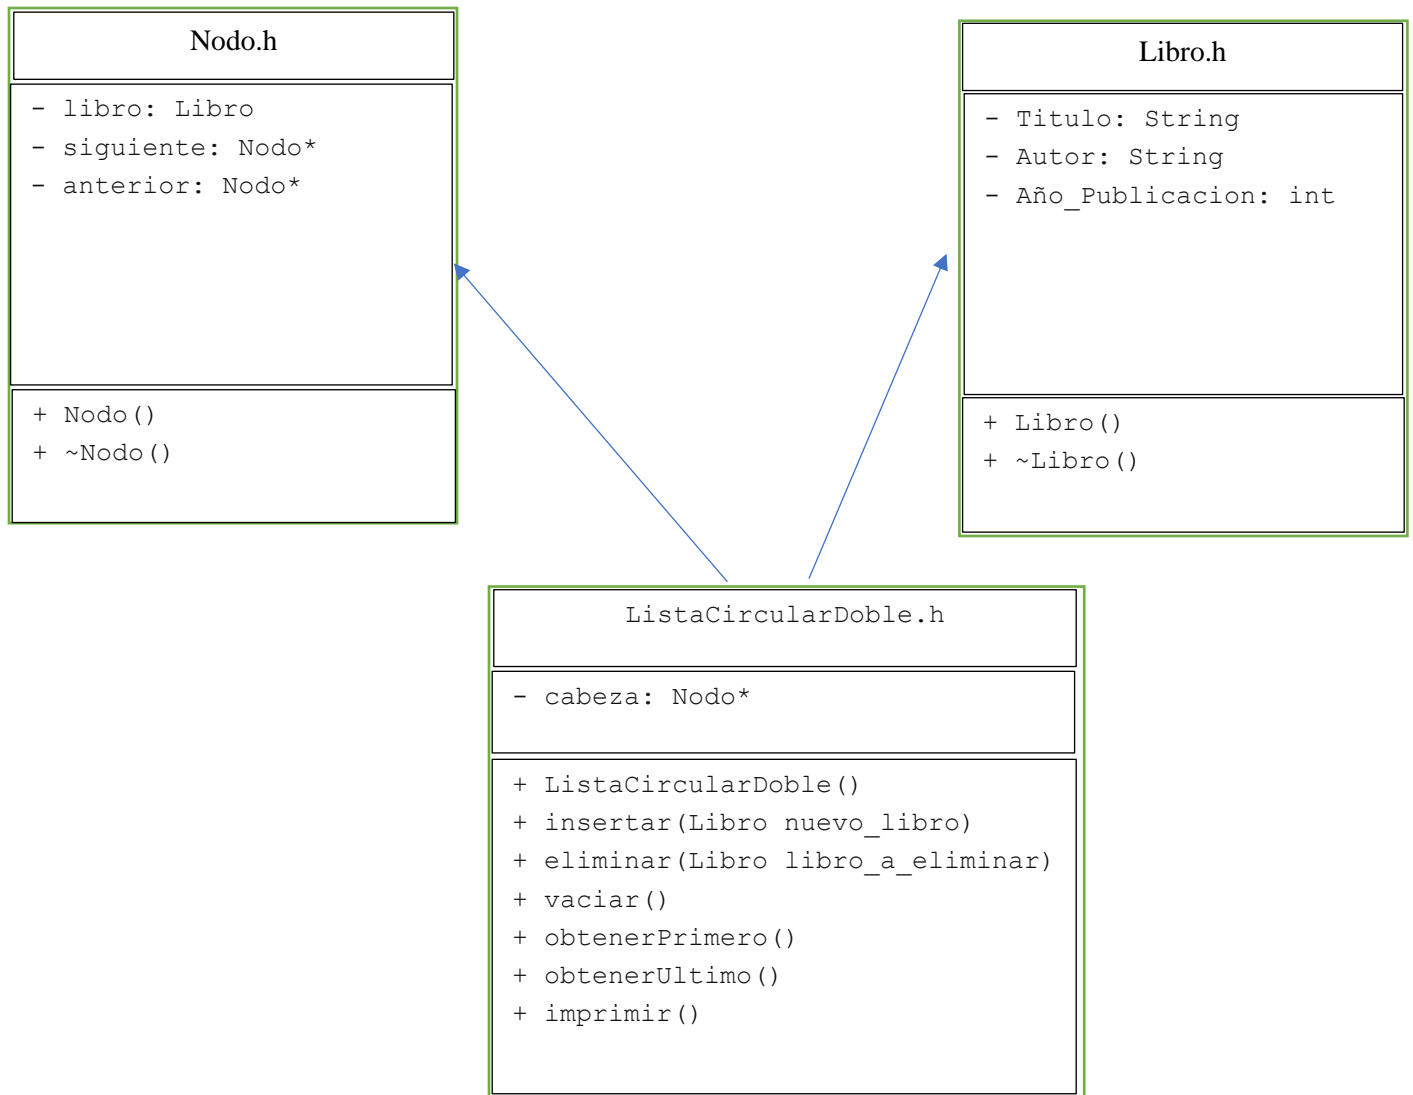 Nodo.h
- libro: Libro
- siguiente: Nodo*
- anterior: Nodo*
+ Nodo()
+ ~Nodo()
Libro.h
- Titulo: String
- Autor: String
- Año_Publicacion: int
+ Libro()
+ ~Libro()
ListaCircularDoble.h
- cabeza: Nodo*
+ ListaCircularDoble()
+ insertar(Libro nuevo_libro)
+ eliminar(Libro libro_a_eliminar)
+ vaciar()
+ obtenerPrimero()
+ obtenerUltimo()
+ imprimir()